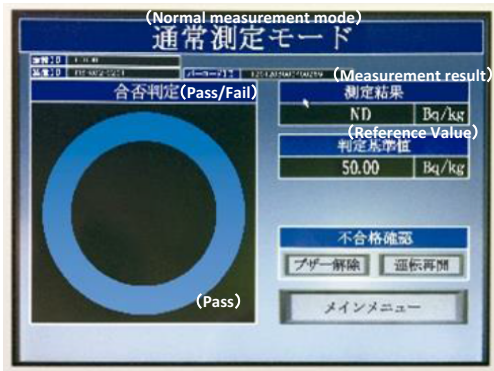 (Normal measurement mode)
通常測定モード
(Measurement result)
合否判定(Pass/Fail)
測定結果
ND Bq/kg
(Reference Value)
判定基準値
50.00 Bq/kg
不合格確認
ブザー解除 運転再開
(Pass)
メインメニュー